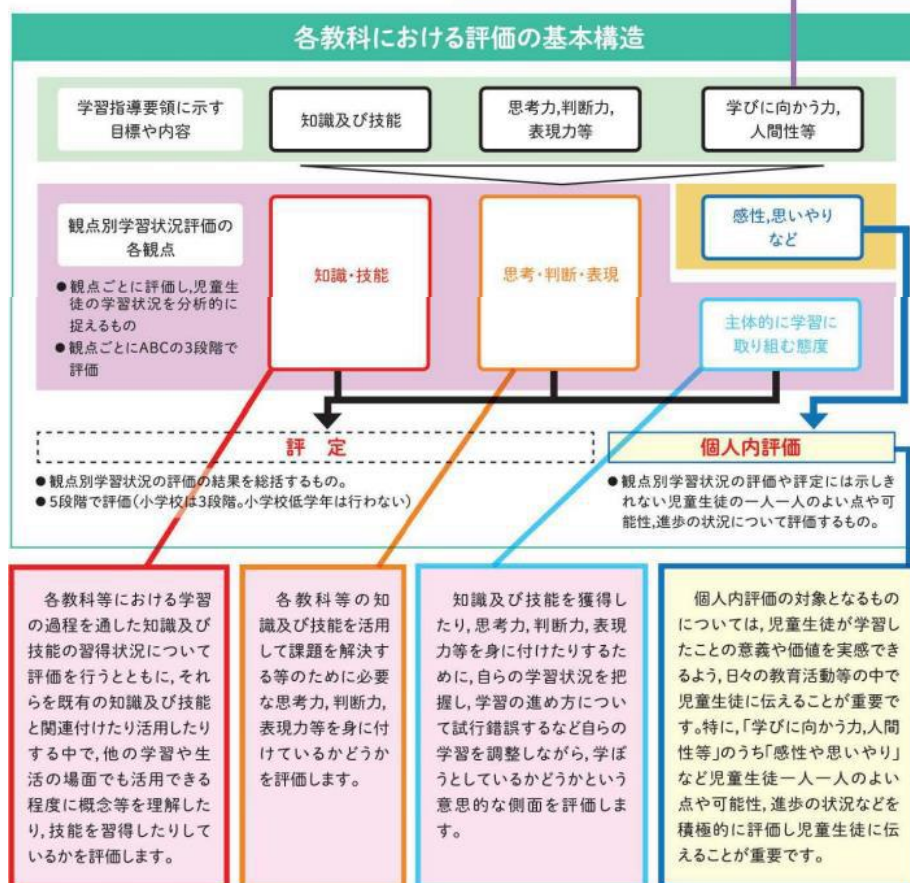 各教科における評価の基本構造
学習指導要領に示す
目標や内容
知識及び技能
思考力,判断力,
表現力等
学びに向かう力,
人間性等
観点別学習状況評価の
各観点
●観点ごとに評価し,児童生
徒の学習状況を分析的に
捉えるもの
●観点ごとにABCの3段階で
評価
知識・技能
思考・判断・表現
感性,思いやり
など
主体的に学習に
取り組む態度
評 定
●観点別学習状況の評価の結果を総括するもの。
●5段階で評価(小学校は3段階。小学校低学年は行わない)
個人内評価
●観点別学習状況の評価や評定には示しき
れない児童生徒の一人一人のよい点や可
能性,進歩の状況について評価するもの。
各教科等における学習
の過程を通した知識及び
技能の習得状況について
評価を行うとともに,それ
らを既有の知識及び技能
と関連付けたり活用したり
する中で,他の学習や生
活の場面でも活用できる
程度に概念等を理解した
り,技能を習得したりして
いるかを評価します。
各教科等の知
識及び技能を活用
して課題を解決す
る等のために必要
な思考力,判断力,
表現力等を身に付
けているかどうか
を評価します。
知識及び技能を獲得し
たり,思考力,判断力,表現
力等を身に付けたりする
ために,自らの学習状況を把
握し,学習の進め方につい
て試行錯誤するなど自らの
学習を調整しながら,学ぼ
うとしているかどうかという
意思的な側面を評価しま
す。
個人内評価の対象となるもの
については,児童生徒が学習し
たことの意義や価値を実感でき
るよう,日々の教育活動等の中で
児童生徒に伝えることが重要で
す。特に,「学びに向かう力,人間
性等」のうち「感性や思いやり」
など児童生徒一人一人のよい
点や可能性,進歩の状況などを
積極的に評価し児童生徒に伝
えることが重要です。